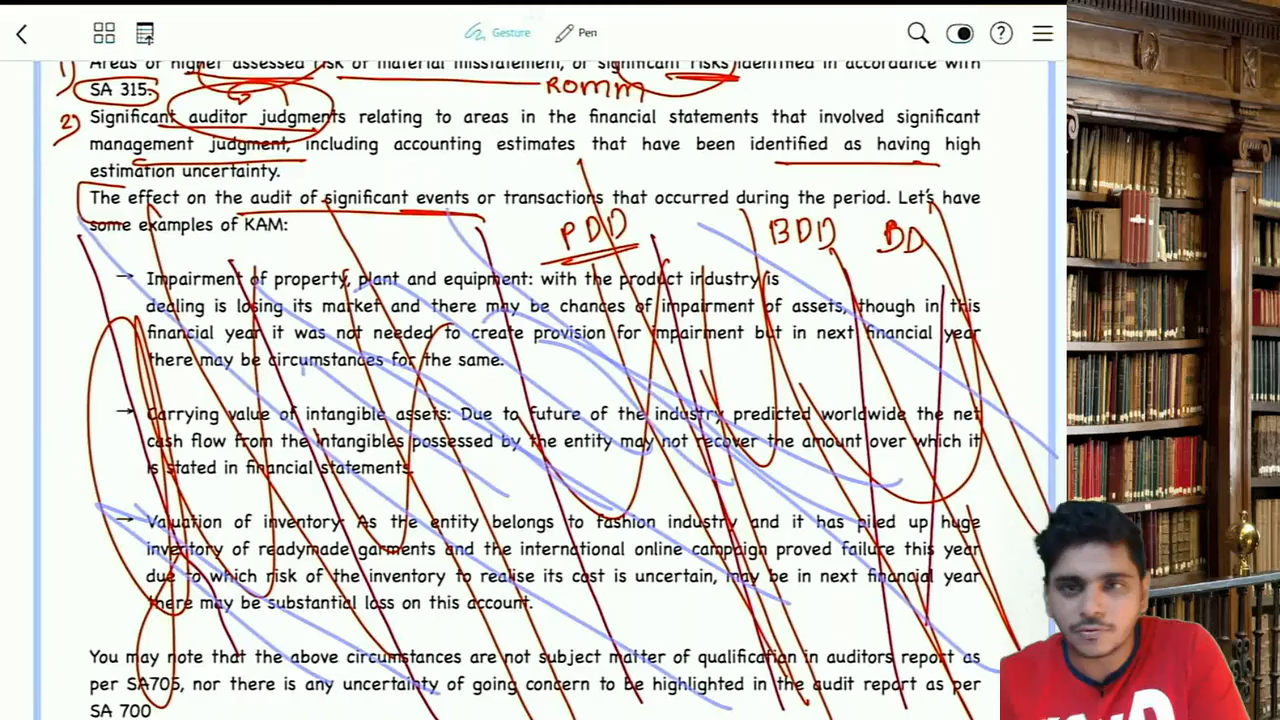 Gesture Pen
Areas of higher assessed risk of material misstatement, or significant risks identified in accordance with
1)
SA 315.
ROMM
2) Significant auditor judgments relating to areas in the financial statements that involved significant
management judgment, including accounting estimates that have been identified as having high
estimation uncertainty.
The effect on the audit of significant events or transactions that occurred during the period. Let's have
some examples of KAM:
PDD BDD BD
→ Impairment of property, plant and equipment: with the product industry is
dealing is losing its market and there may be chances of impairment of assets, though in this
financial year it was not needed to create provision for impairment but in next financial year
there may be circumstances for the same.
→ Carrying value of intangible assets: Due to future of the industry predicted worldwide the net
cash flow from the intangibles possessed by the entity may not recover the amount over which it
is stated in financial statements.
→ Valuation of inventory: As the entity belongs to fashion industry and it has piled up huge
inventory of readymade garments and the international online campaign proved failure this year
due to which risk of the inventory to realise its cost is uncertain, may be in next financial year
there may be substantial loss on this account.
You may note that the above circumstances are not subject matter of qualification in auditors report as
per SA705, nor there is any uncertainty of going concern to be highlighted in the audit report as per
SA 700